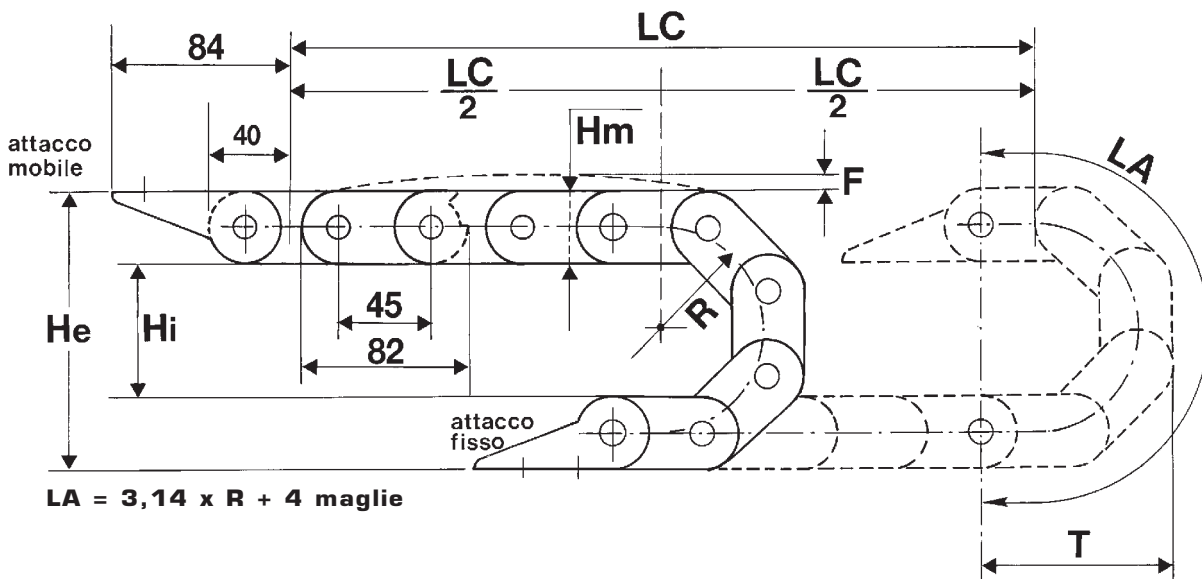 LC
84
LC
2
LC
2
Hm
40
attacco
mobile
F
LA
R
45
He
Hi
82
attacco
fisso
LA = 3,14 x R + 4 maglie
T